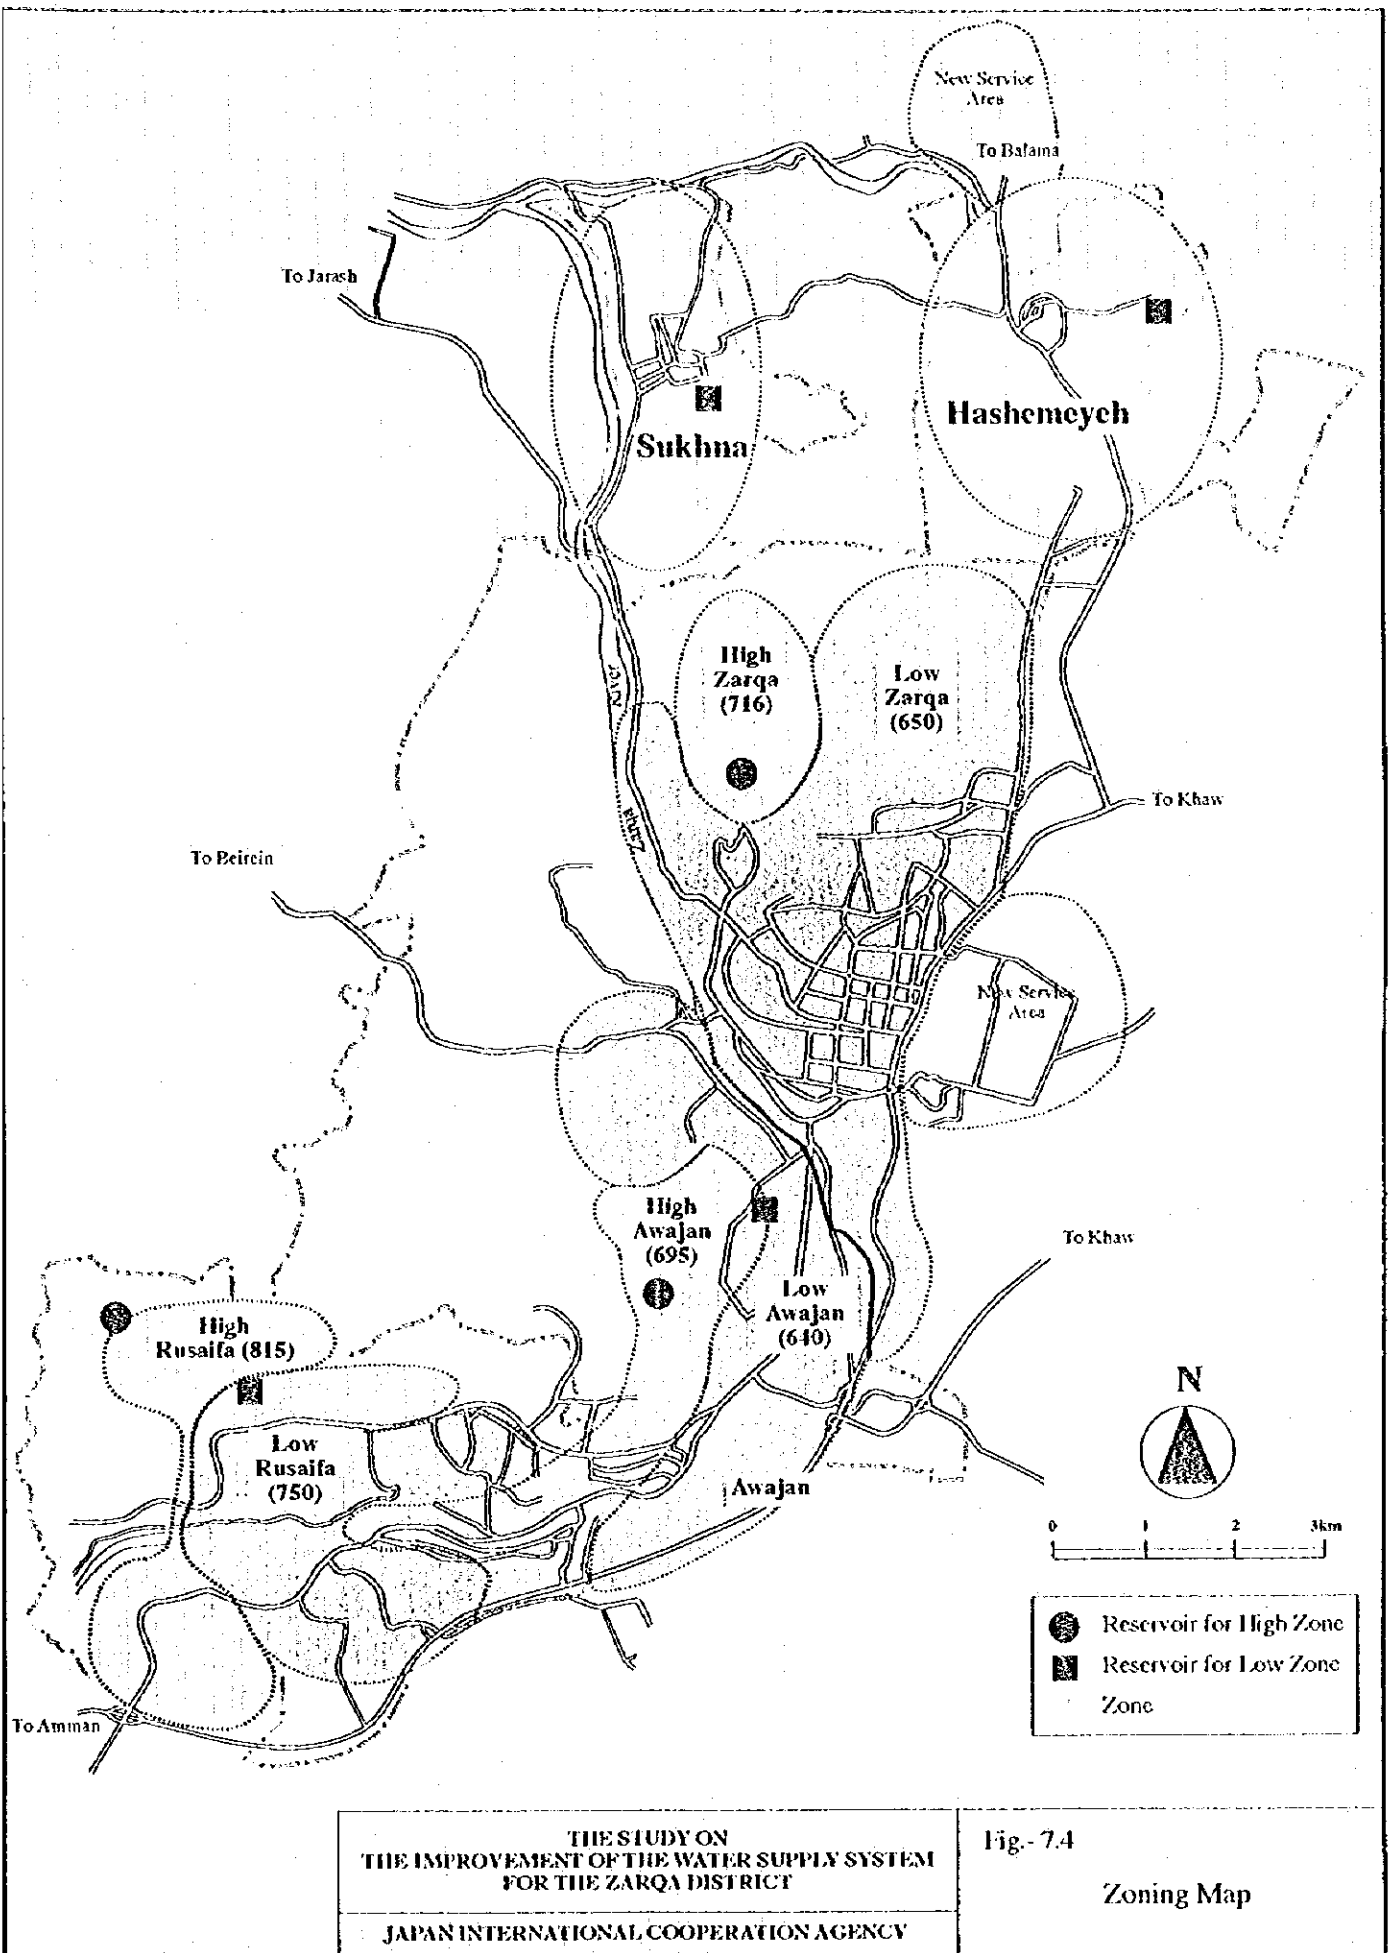 New Service
Area
To Balama
To Jarash
Hashemeyeh
Sukhna
High
Zarqa
(716)
Low
Zarqa
(650)
River
Zarqa
To Khaw
To Beirein
New Service
Area
High
Awajan
(695)
To Khaw
Low
Awajan
(640)
High
Rusaifa (815)
N
Low
Rusaifa
(750)
Awajan
0 1 2 3km
Reservoir for High Zone
Reservoir for Low Zone
Zone
To Amman
THE STUDY ON
THE IMPROVEMENT OF THE WATER SUPPLY SYSTEM
FOR THE ZARQA DISTRICT
JAPAN INTERNATIONAL COOPERATION AGENCY
Fig.- 7.4
Zoning Map